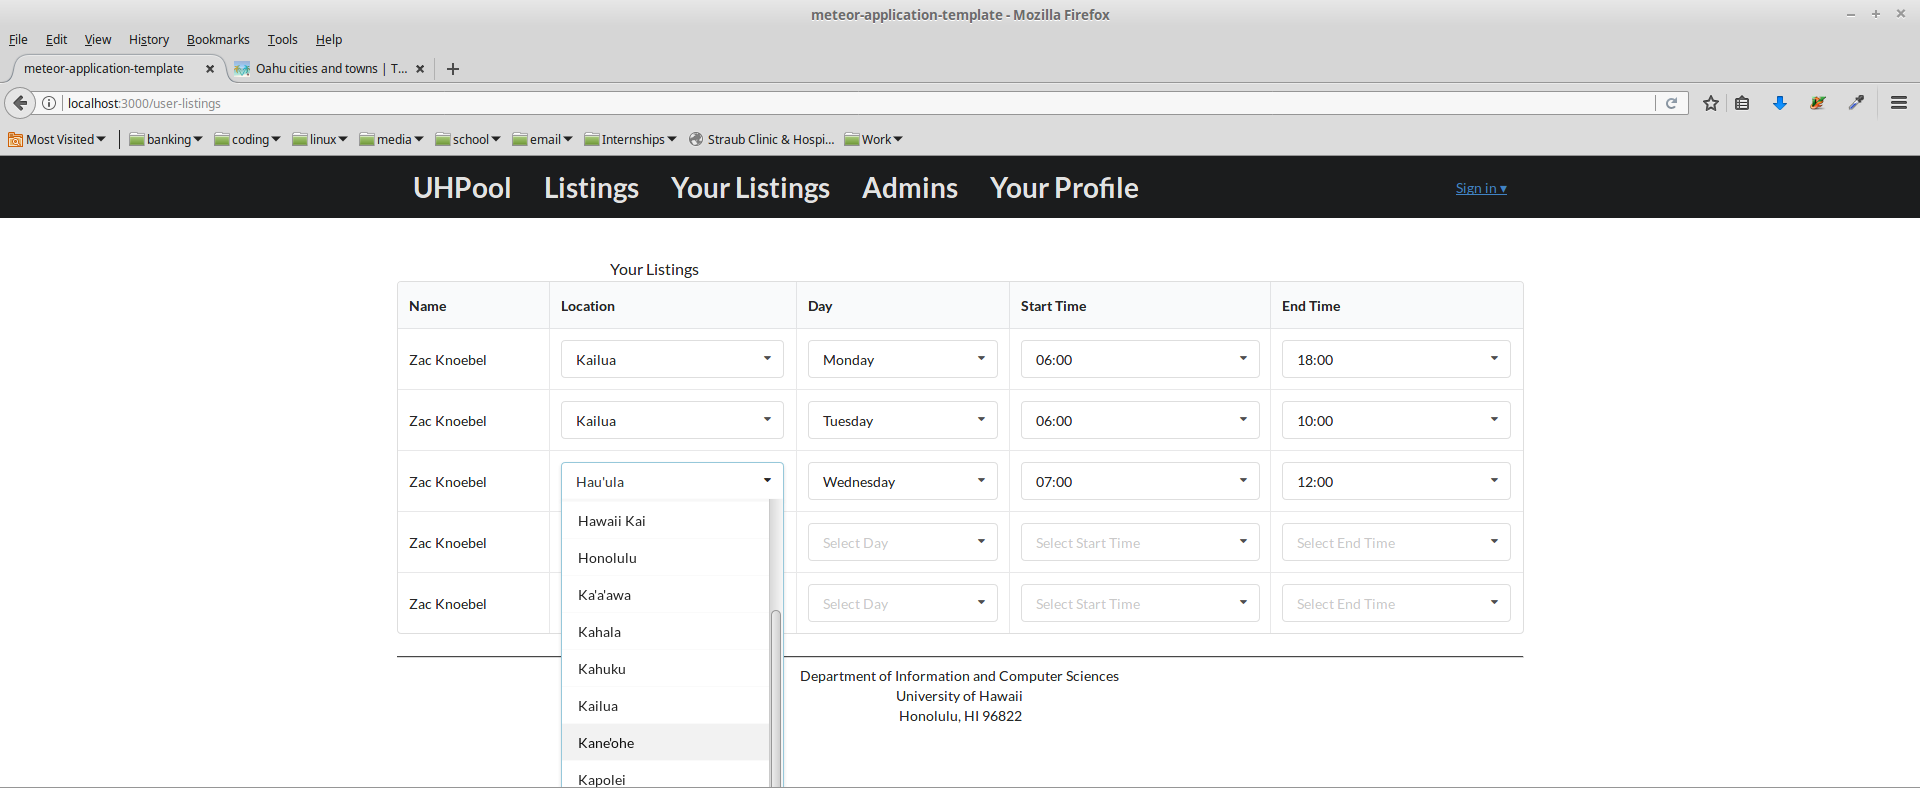 meteor-application-template - Mozilla Firefox
File Edit View History Bookmarks Tools Help
meteor-application-template Oahu cities and towns | T...
localhost:3000/user-listings
Most Visited banking coding linux media school email Internships Straub Clinic & Hospi... Work
UHPool Listings Your Listings Admins Your Profile Sign in ▾
Your Listings
Name Location Day Start Time End Time
Zac Knoebel Kailua Monday 06:00 18:00
Zac Knoebel Kailua Tuesday 06:00 10:00
Zac Knoebel Hau'ula Wednesday 07:00 12:00
Hawaii Kai
Zac Knoebel Select Day Select Start Time Select End Time
Honolulu
Ka'a'awa
Zac Knoebel Select Day Select Start Time Select End Time
Kahala
Kahuku
Kailua
Kane'ohe
Kapolei
Department of Information and Computer Sciences
University of Hawaii
Honolulu, HI 96822